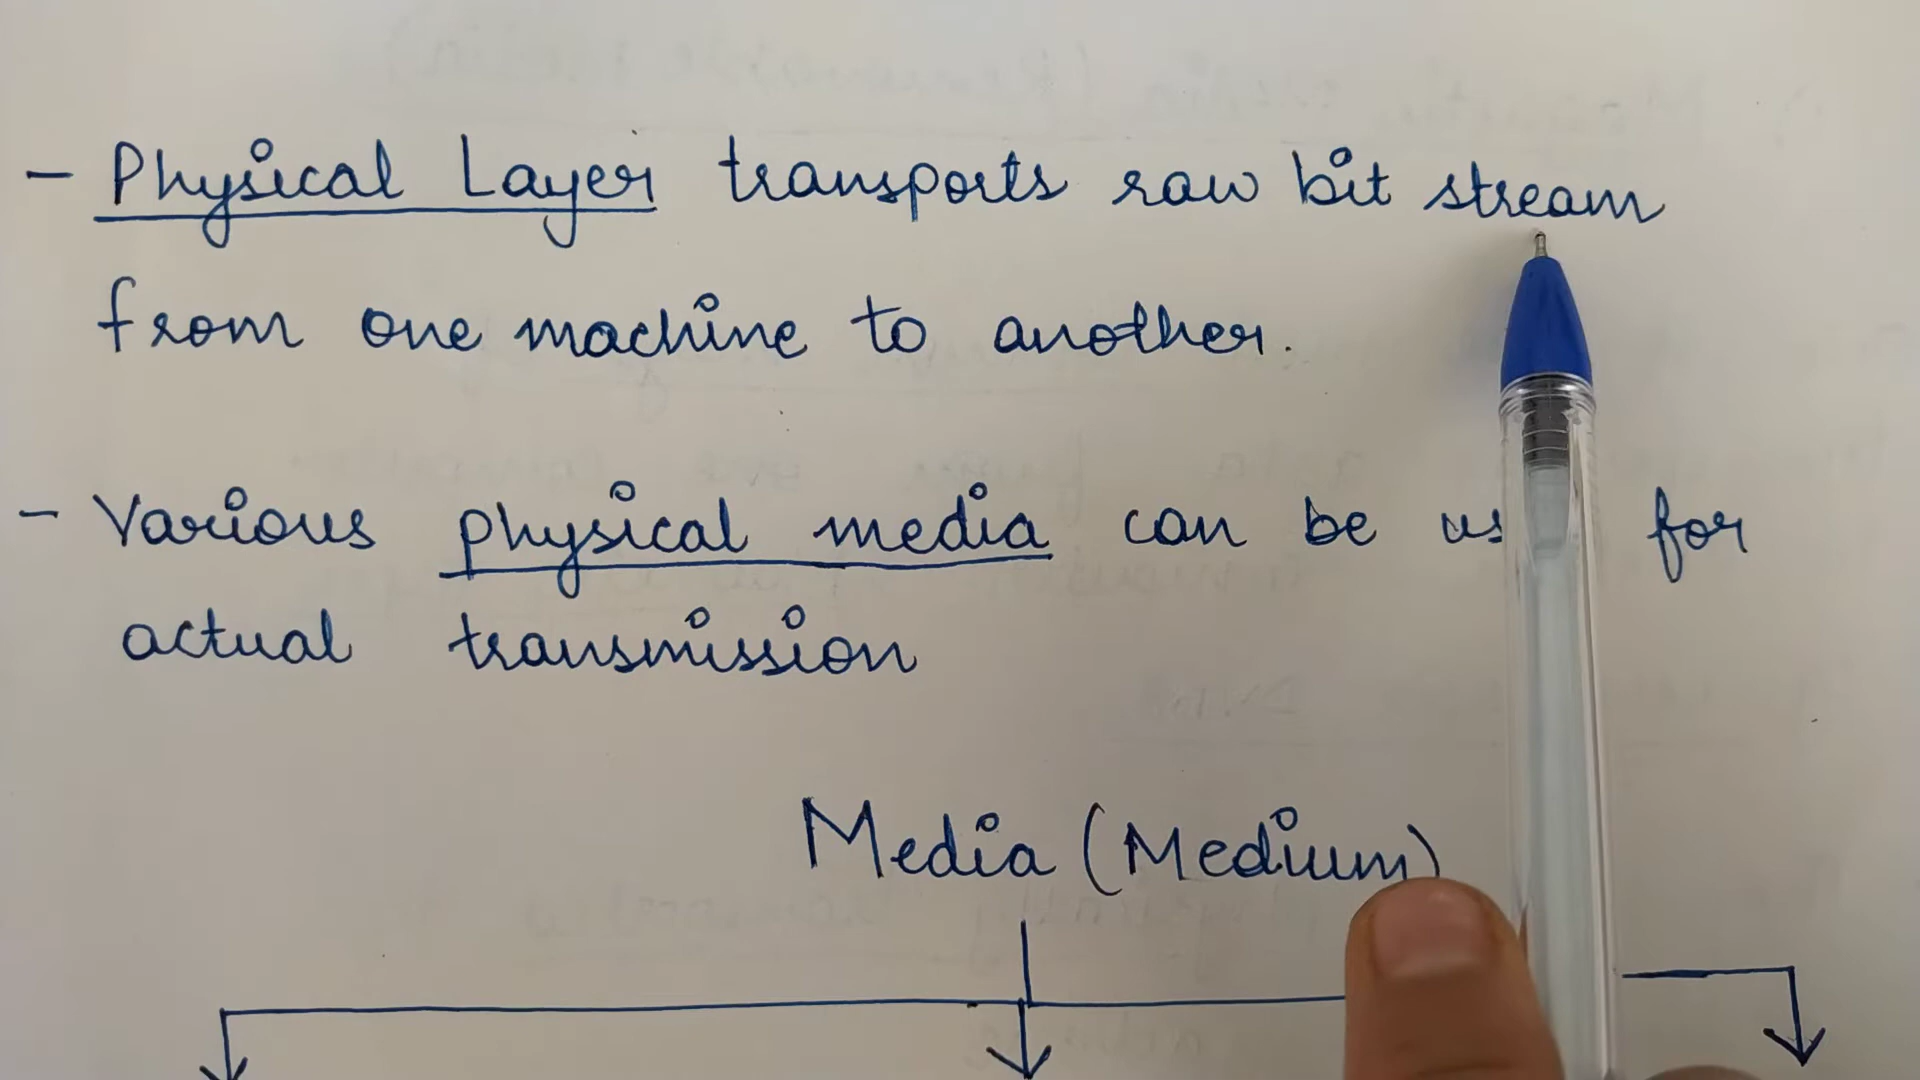 - Physical Layer transports raw bit stream
from one machine to another.
- Various physical media can be for
actual transmission
Media (Medium)